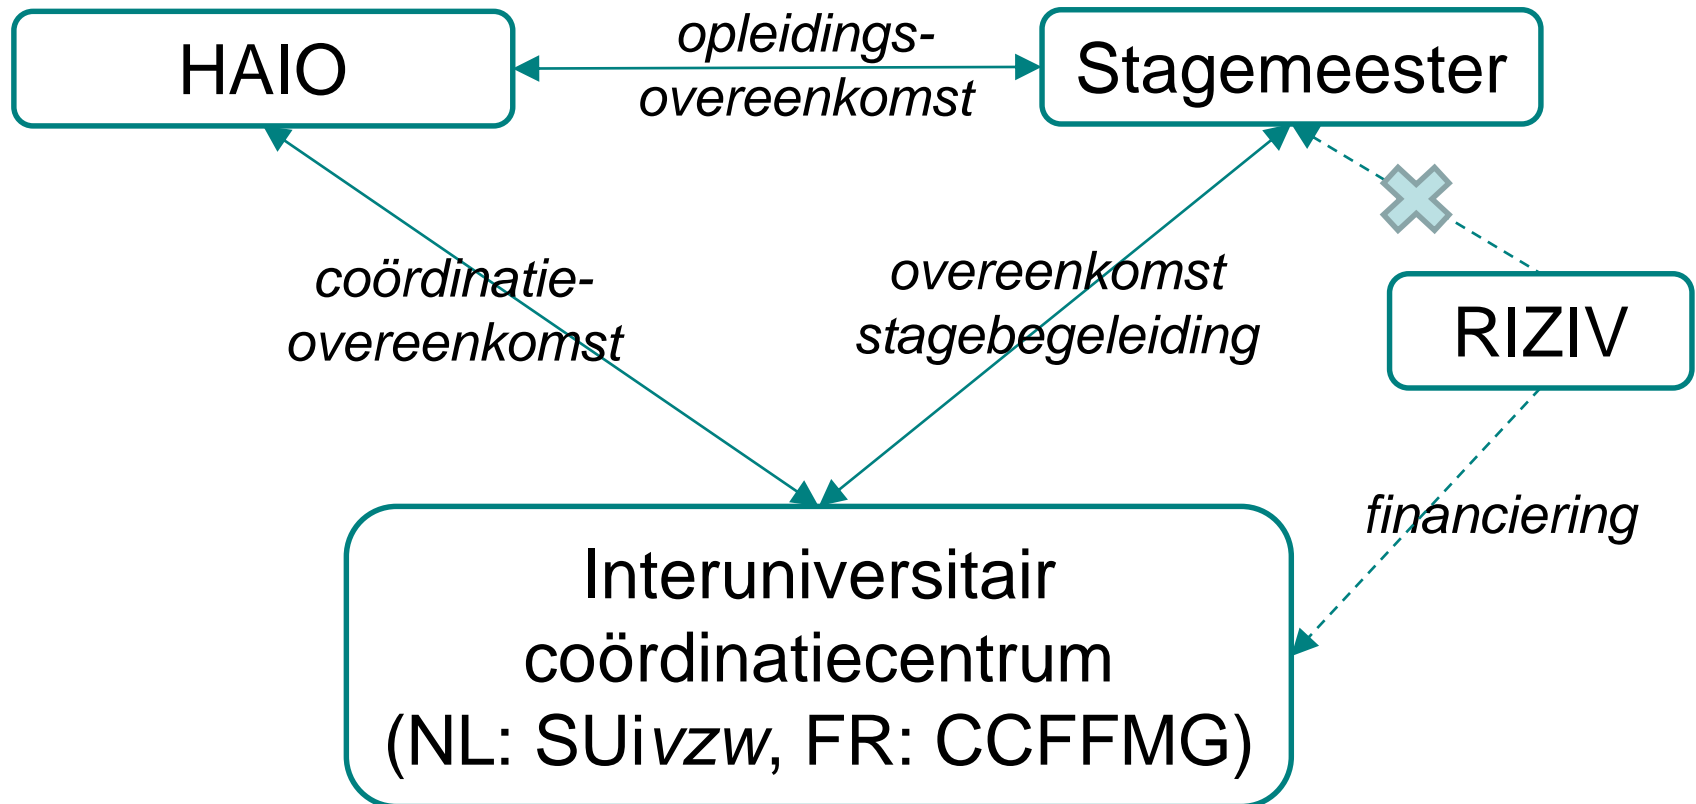 HAIO
opleidings-
overeenkomst
Stagemeester
coördinatie-
overeenkomst
overeenkomst
stagebegeleiding
RIZIV
financiering
Interuniversitair
coördinatiecentrum
(NL: SUivzw, FR: CCFFMG)